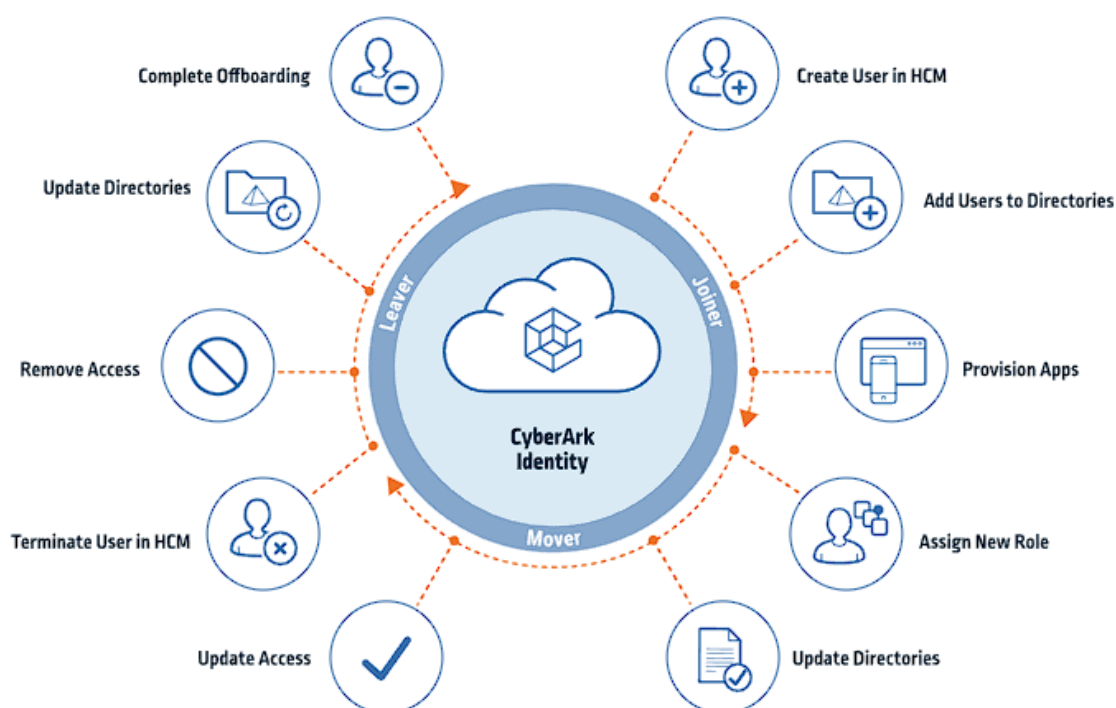 Complete Offboarding
Create User in HCM
Update Directories
Add Users to Directories
Leaver
Joiner
Remove Access
Provision Apps
CyberArk
Identity
Terminate User in HCM
Mover
Assign New Role
Update Access
Update Directories